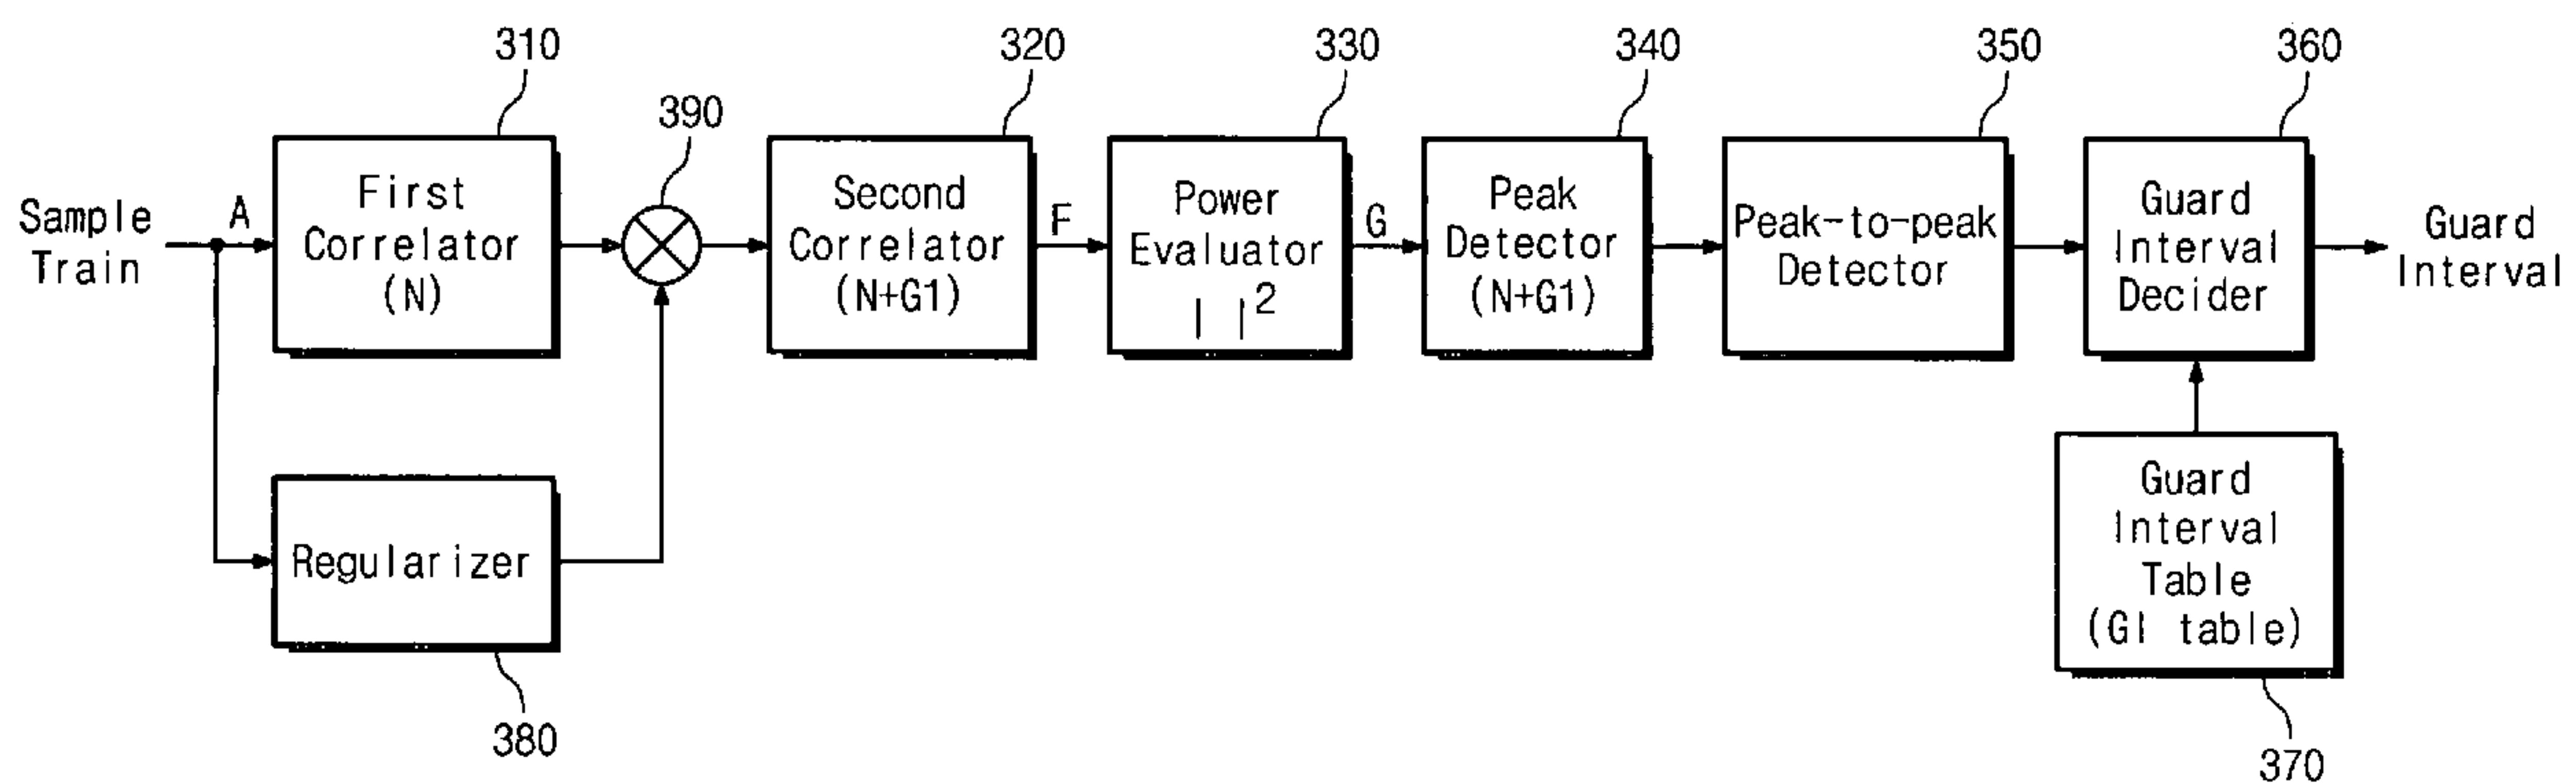 310
320
330
340
350
360
390
Sample
Train
A
First
Correlator
(N)
Second
Correlator
(N+G1)
F
Power
Evaluator
| |2
G
Peak
Detector
(N+G1)
Peak-to-peak
Detector
Guard
Interval
Decider
Guard
Interval
Regularizer
380
Guard
Interval
Table
(GI table)
370